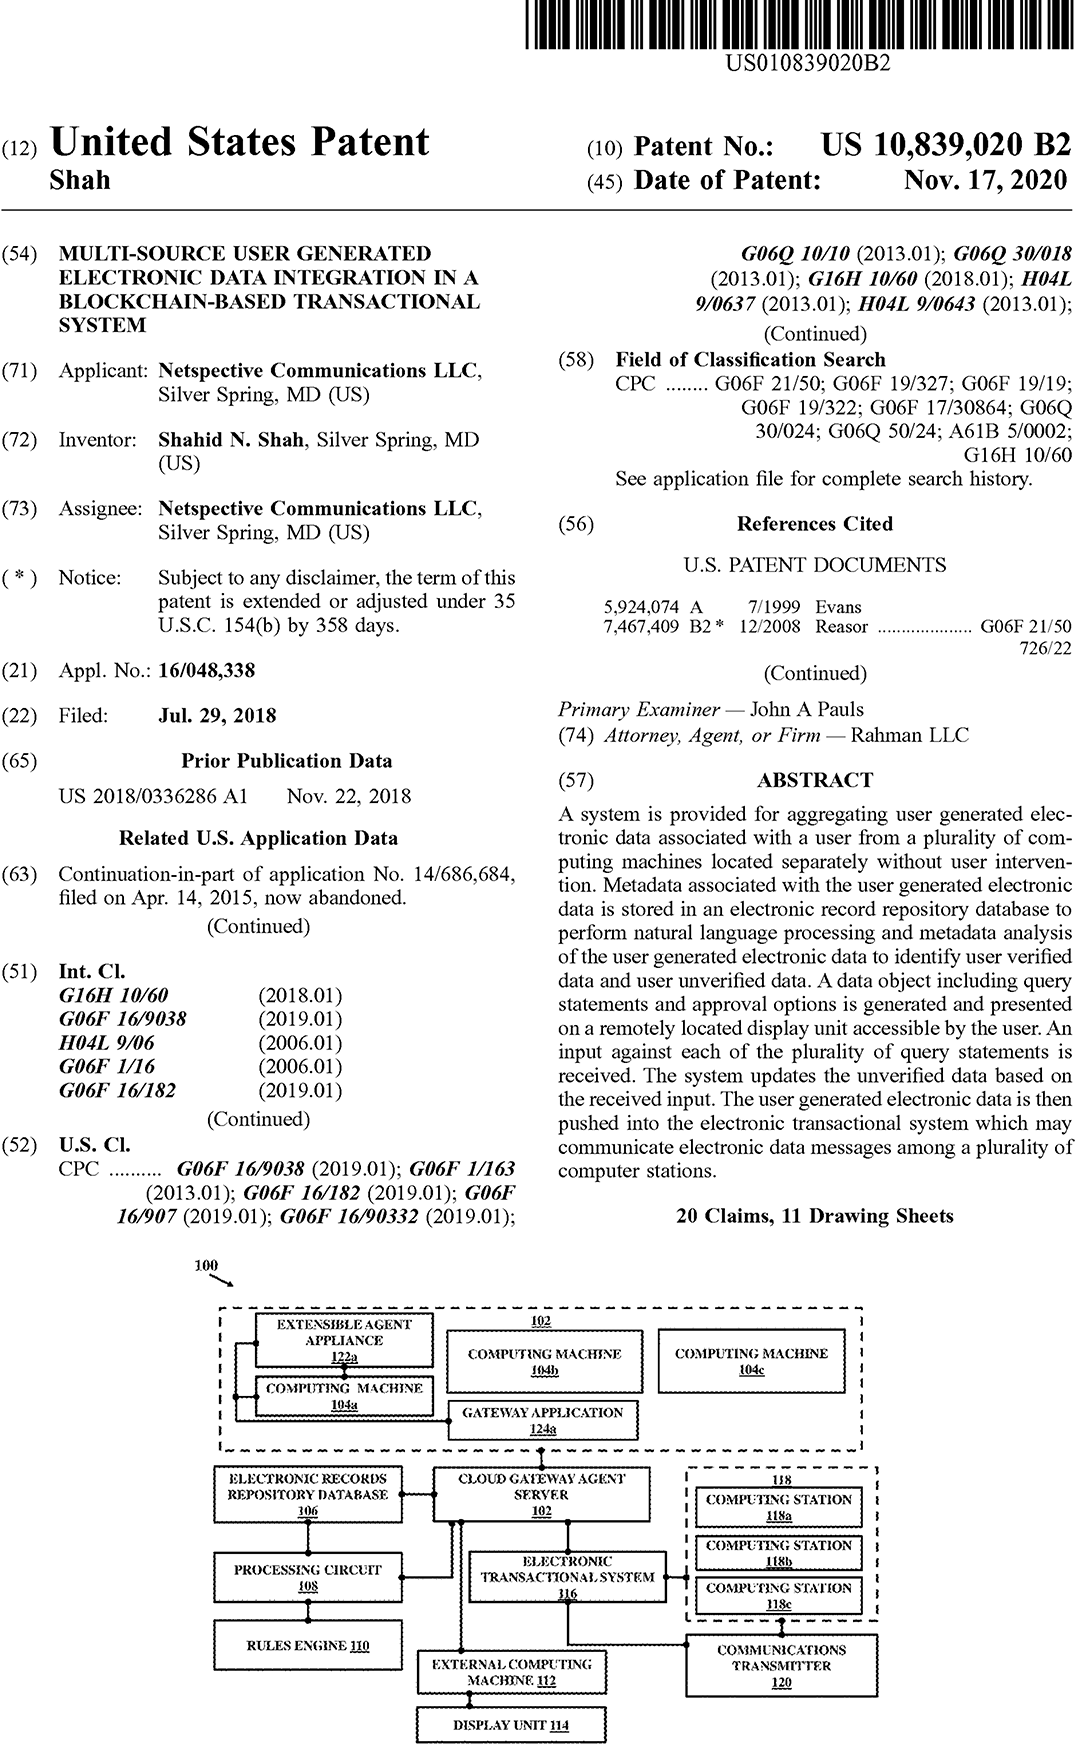 US010839020B2
(12) United States Patent
Shah
(10) Patent No.: US 10,839,020 B2
(45) Date of Patent: Nov. 17, 2020
(54) MULTI-SOURCE USER GENERATED
ELECTRONIC DATA INTEGRATION IN A
BLOCKCHAIN-BASED TRANSACTIONAL
SYSTEM
(71) Applicant: Netspective Communications LLC,
Silver Spring, MD (US)
(72) Inventor: Shahid N. Shah, Silver Spring, MD
(US)
(73) Assignee: Netspective Communications LLC,
Silver Spring, MD (US)
( * ) Notice: Subject to any disclaimer, the term of this
patent is extended or adjusted under 35
U.S.C. 154(b) by 358 days.
(21) Appl. No.: 16/048,338
(22) Filed: Jul. 29, 2018
(65) Prior Publication Data
US 2018/0336286 A1 Nov. 22, 2018
Related U.S. Application Data
(63) Continuation-in-part of application No. 14/686,684,
filed on Apr. 14, 2015, now abandoned.
(Continued)
(51) Int. Cl.
G16H 10/60 (2018.01)
G06F 16/9038 (2019.01)
H04L 9/06 (2006.01)
G06F 1/16 (2006.01)
G06F 16/182 (2019.01)
(Continued)
(52) U.S. Cl.
CPC .......... G06F 16/9038 (2019.01); G06F 1/163
(2013.01); G06F 16/182 (2019.01); G06F
16/907 (2019.01); G06F 16/90332 (2019.01);
G06Q 10/10 (2013.01); G06Q 30/018
(2013.01); G16H 10/60 (2018.01); H04L
9/0637 (2013.01); H04L 9/0643 (2013.01);
(Continued)
(58) Field of Classification Search
CPC ........ G06F 21/50; G06F 19/327; G06F 19/19;
G06F 19/322; G06F 17/30864; G06Q
30/024; G06Q 50/24; A61B 5/0002;
G16H 10/60
See application file for complete search history.
(56) References Cited
U.S. PATENT DOCUMENTS
5,924,074 A 7/1999 Evans
7,467,409 B2 * 12/2008 Reasor .................... G06F 21/50
726/22
(Continued)
Primary Examiner — John A Pauls
(74) Attorney, Agent, or Firm — Rahman LLC
(57) ABSTRACT
A system is provided for aggregating user generated elec-
tronic data associated with a user from a plurality of com-
puting machines located separately without user interven-
tion. Metadata associated with the user generated electronic
data is stored in an electronic record repository database to
perform natural language processing and metadata analysis
of the user generated electronic data to identify user verified
data and user unverified data. A data object including query
statements and approval options is generated and presented
on a remotely located display unit accessible by the user. An
input against each of the plurality of query statements is
received. The system updates the unverified data based on
the received input. The user generated electronic data is then
pushed into the electronic transactional system which may
communicate electronic data messages among a plurality of
computer stations.
20 Claims, 11 Drawing Sheets
100
102
EXTENSIBLE AGENT
APPLIANCE
122a
COMPUTING MACHINE
104a
COMPUTING MACHINE
104b
COMPUTING MACHINE
104c
GATEWAY APPLICATION
124a
ELECTRONIC RECORDS
REPOSITORY DATABASE
106
CLOUD GATEWAY AGENT
SERVER
102
118
COMPUTING STATION
118a
COMPUTING STATION
118b
COMPUTING STATION
118c
PROCESSING CIRCUIT
108
ELECTRONIC
TRANSACTIONAL SYSTEM
116
RULES ENGINE 110
EXTERNAL COMPUTING
MACHINE 112
COMMUNICATIONS
TRANSMITTER
120
DISPLAY UNIT 114